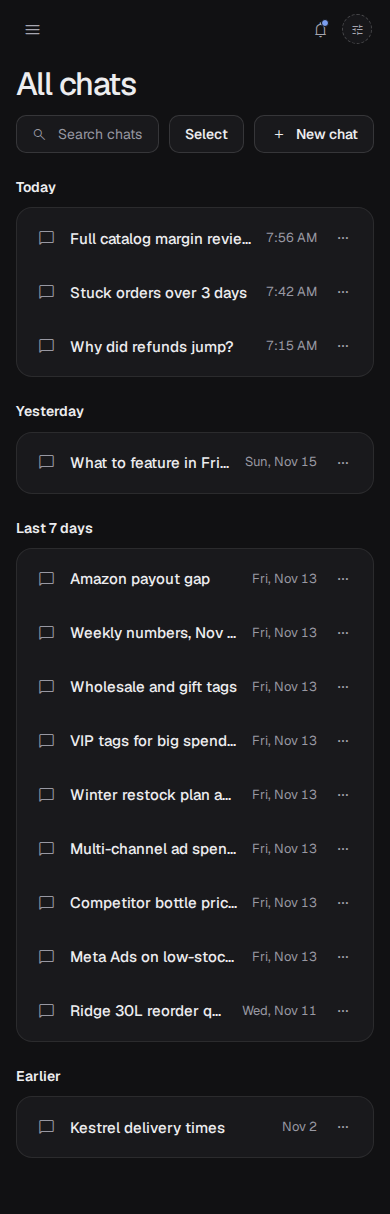 All chats
Search chats
Select
+ New chat
Today
Full catalog margin revie... 7:56 AM
Stuck orders over 3 days 7:42 AM
Why did refunds jump? 7:15 AM
Yesterday
What to feature in Fri... Sun, Nov 15
Last 7 days
Amazon payout gap Fri, Nov 13
Weekly numbers, Nov ... Fri, Nov 13
Wholesale and gift tags Fri, Nov 13
VIP tags for big spend... Fri, Nov 13
Winter restock plan a... Fri, Nov 13
Multi-channel ad spen... Fri, Nov 13
Competitor bottle pric... Fri, Nov 13
Meta Ads on low-stoc... Fri, Nov 13
Ridge 30L reorder q... Wed, Nov 11
Earlier
Kestrel delivery times Nov 2